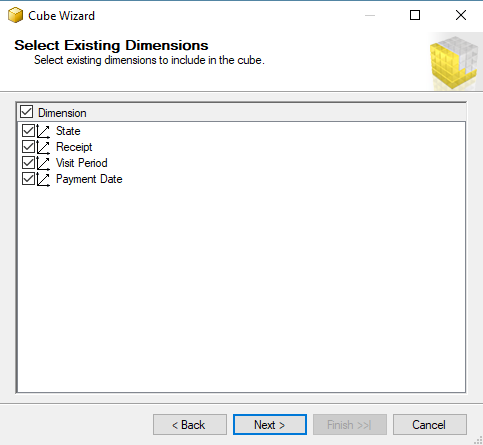 Cube Wizard
Select Existing Dimensions
Select existing dimensions to include in the cube.
Dimension
State
Receipt
Visit Period
Payment Date
< Back
Next >
Finish >>|
Cancel